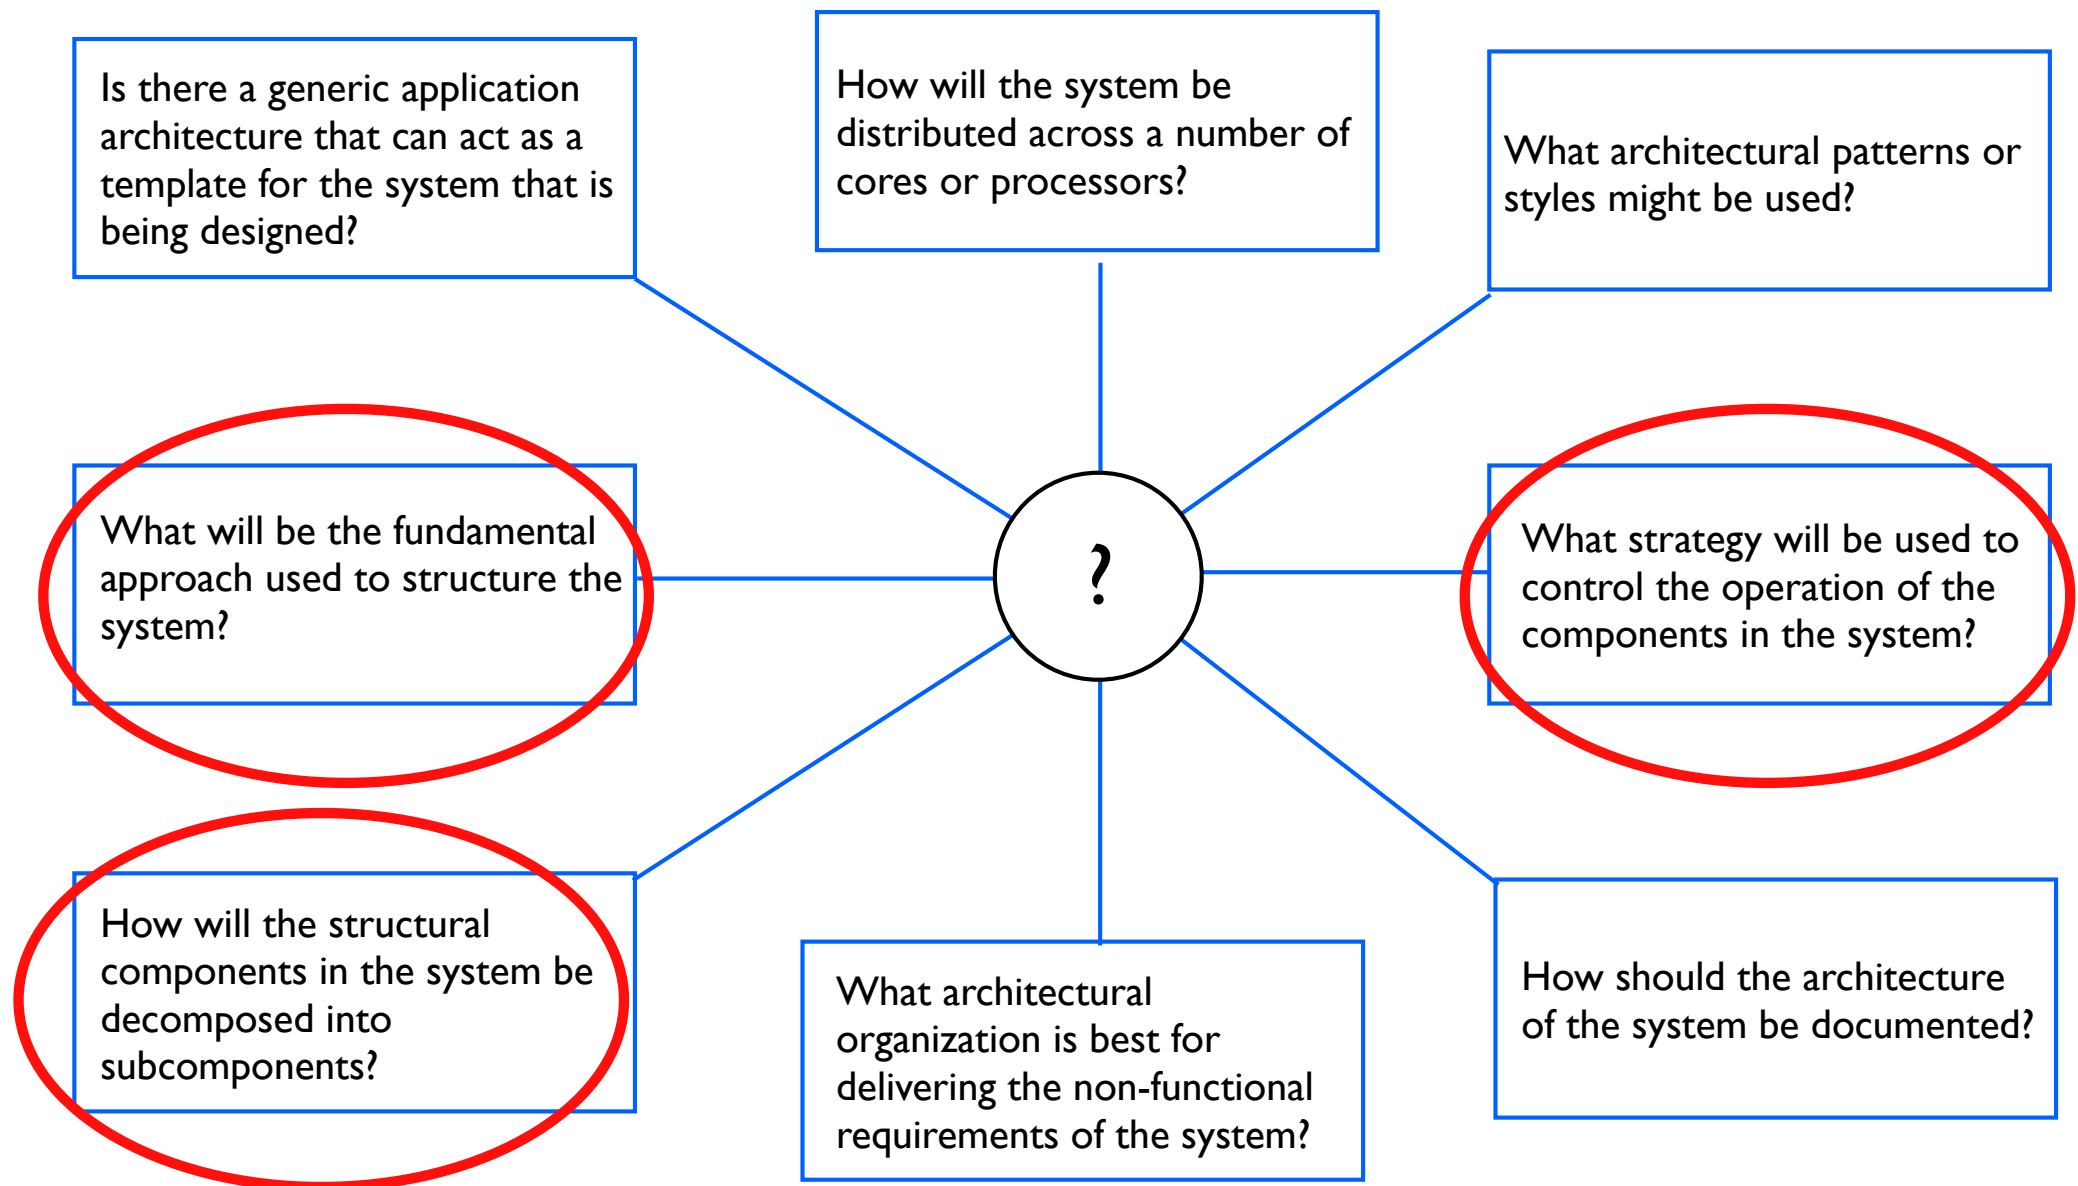 Is there a generic application
architecture that can act as a
template for the system that is
being designed?
How will the system be
distributed across a number of
cores or processors?
What architectural patterns or
styles might be used?
What will be the fundamental
approach used to structure the
system?
?
What strategy will be used to
control the operation of the
components in the system?
How will the structural
components in the system be
decomposed into
subcomponents?
What architectural
organization is best for
delivering the non-functional
requirements of the system?
How should the architecture
of the system be documented?